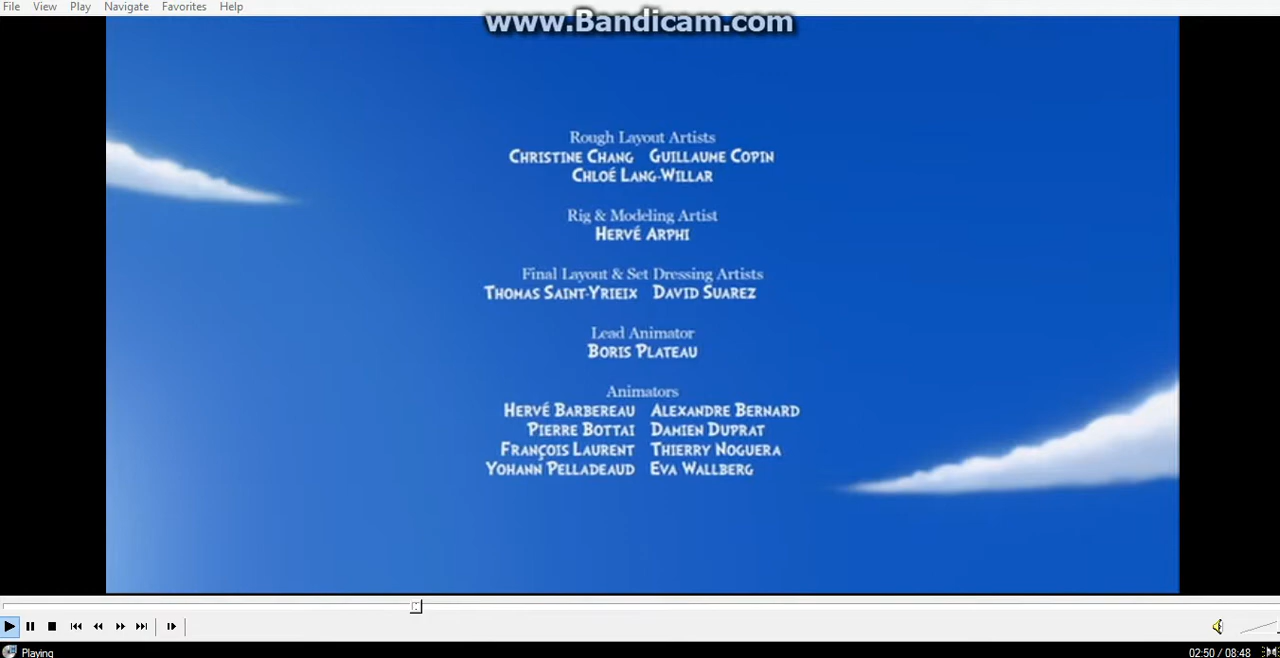 File View Play Navigate Favorites Help
www.Bandicam.com
Rough Layout Artists
CHRISTINE CHANG GUILLAUME COPIN
CHLOÉ LANG-WILLAR
Rig & Modeling Artist
HERVÉ ARPHI
Final Layout & Set Dressing Artists
THOMAS SAINT-YRIEIX DAVID SUAREZ
Lead Animator
BORIS PLATEAU
Animators
HERVÉ BARBEREAU ALEXANDRE BERNARD
PIERRE BOTTAI DAMIEN DUPRAT
FRANÇOIS LAURENT THIERRY NOGUERA
YOHANN PELLADEAUD EVA WALLBERG
Playing 02:50 / 08:48